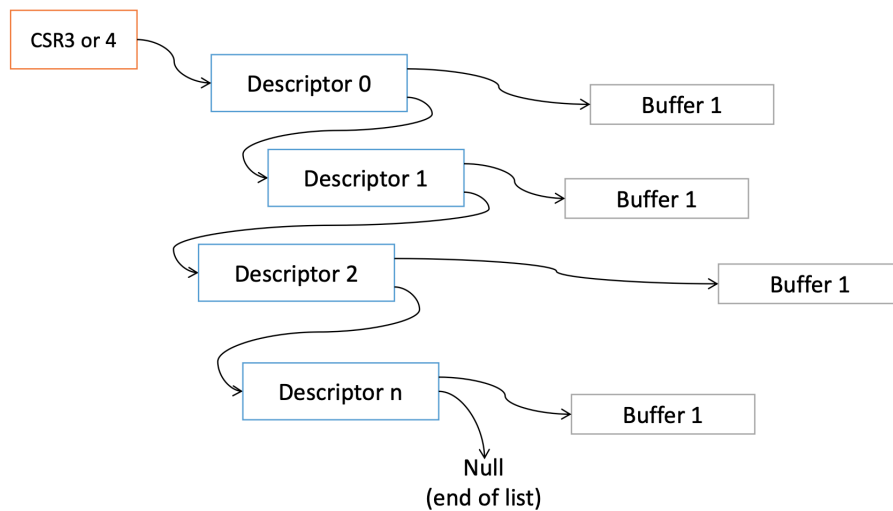 CSR3 or 4
Descriptor 0
Buffer 1
Descriptor 1
Buffer 1
Descriptor 2
Buffer 1
Descriptor n
Buffer 1
Null
(end of list)